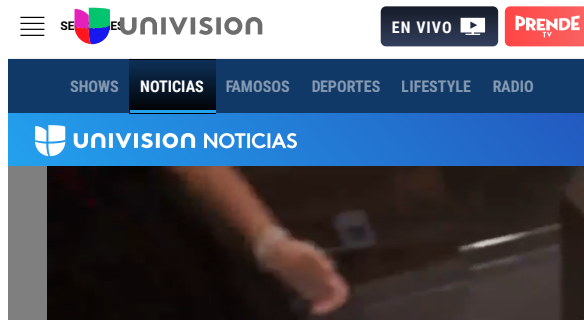 UNIVISION
EN VIVO
PRENDE
TV
SHOWS NOTICIAS FAMOSOS DEPORTES LIFESTYLE RADIO
UNIVISION NOTICIAS